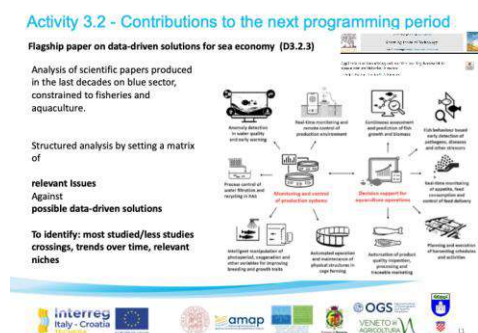 Activity 3.2 - Contributions to the next programming period
Flagship paper on data-driven solutions for sea economy (D3.2.3)
Analysis of scientific papers produced
in the last decades on blue sector,
constrained to fisheries and
aquaculture.
Structured analysis by setting a matrix
of
relevant Issues
Against
possible data-driven solutions
To identify: most studied/less studies
crossings, trends over time, relevant
niches
Anomaly detection
in water quality
and early warning
Real-time monitoring and
remote control of
production environment
Continuous assessment
and prediction of fish
growth and biomass
Fish behaviour based
early detection of
pathogens, diseases
and other stressors
Process control of
water filtration and
recycling in RAS
Monitoring and control
of production systems
Decision support for
aquaculture operations
Real-time monitoring
of appetite, feed
consumption and
control of feed delivery
Intelligent manipulation of
photoperiod, oxygenation and
other variables for improving
breeding and growth traits
Automated operation
and maintenance of
physical structures in
cage farming
Automation of product
quality inspection,
processing and
traceability monitoring
Planning and execution
of harvesting schedules
and activities
Interreg
Italy - Croatia
amap
OGS
VENETO
AGRICOLTURA